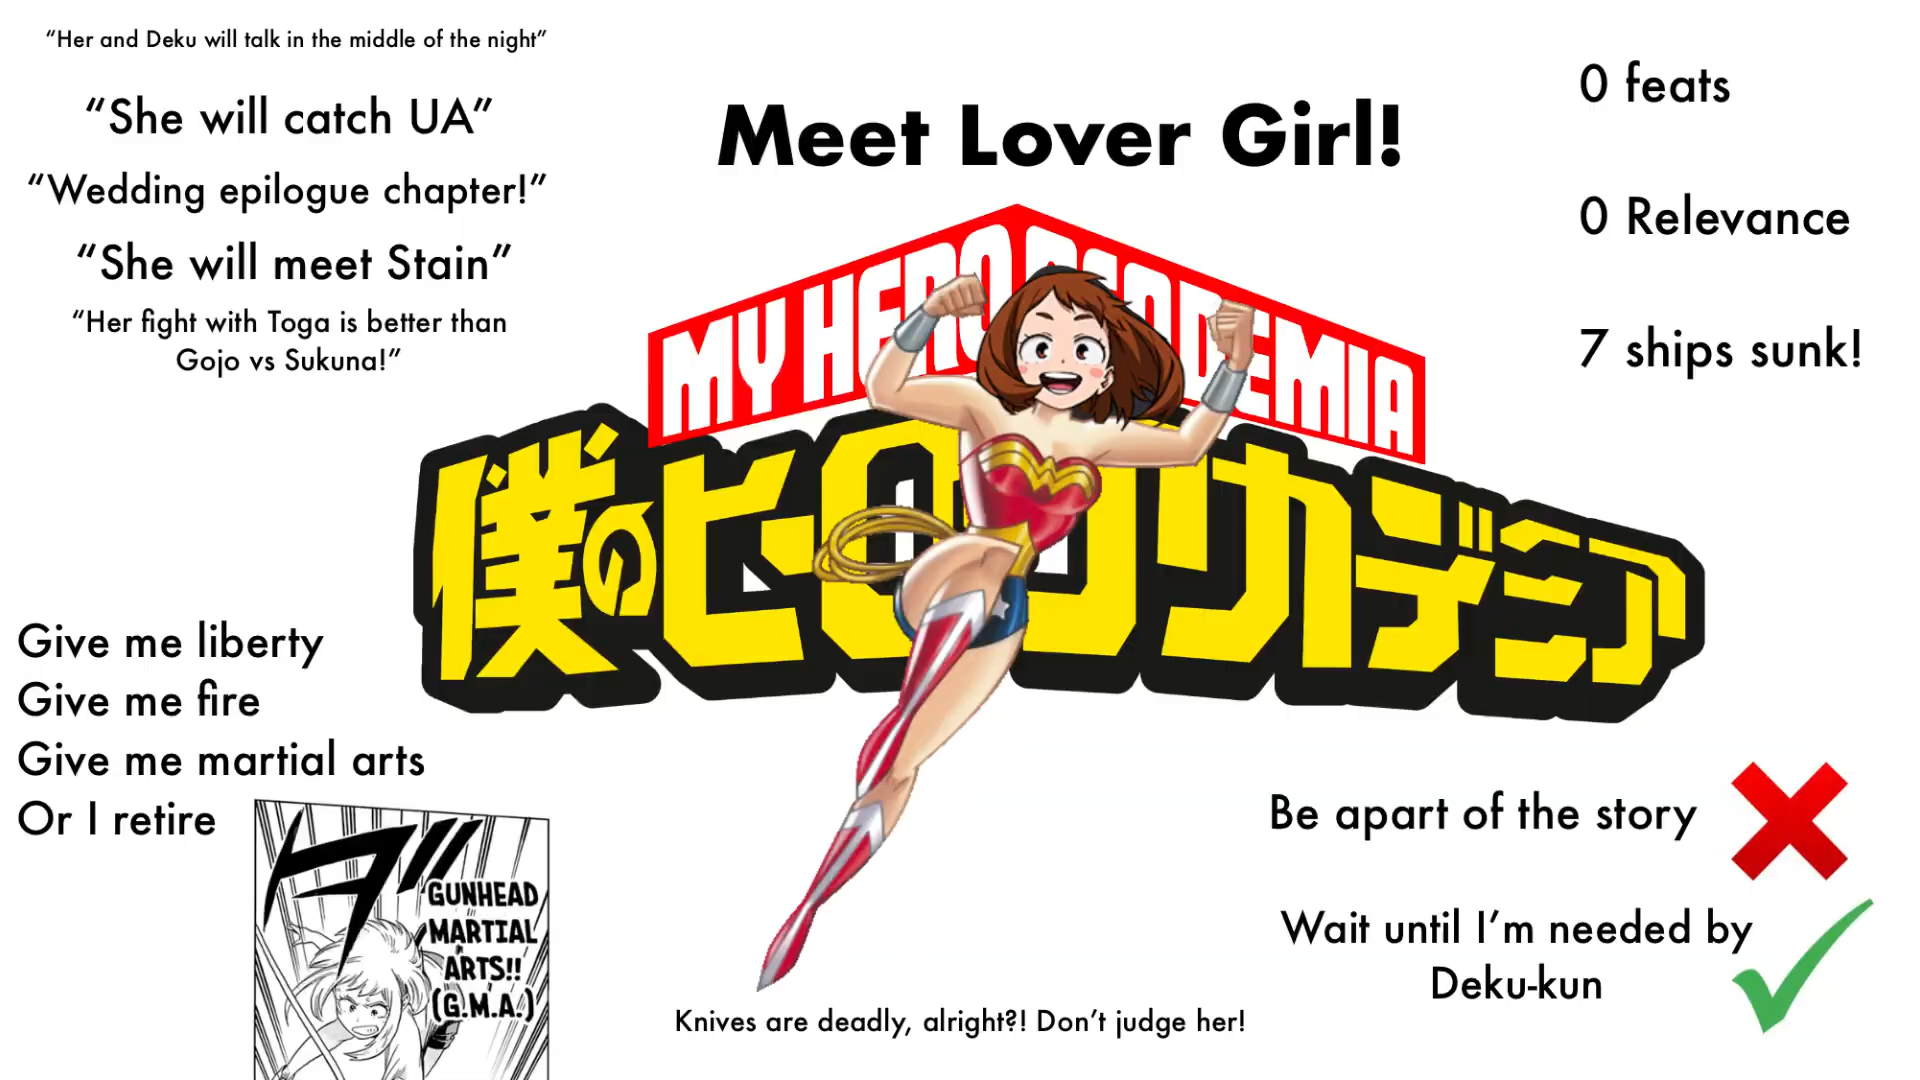 “Her and Deku will talk in the middle of the night”
“She will catch UA”
“Wedding epilogue chapter!”
“She will meet Stain”
“Her fight with Toga is better than
Gojo vs Sukuna!”
Meet Lover Girl!
0 feats
0 Relevance
7 ships sunk!
MY HERO ACADEMIA
僕のヒーローアカデミア
Give me liberty
Give me fire
Give me martial arts
Or I retire
GUNHEAD
MARTIAL
ARTS!!
(G.M.A.)
Be apart of the story
Wait until I’m needed by
Deku-kun
Knives are deadly, alright?! Don’t judge her!